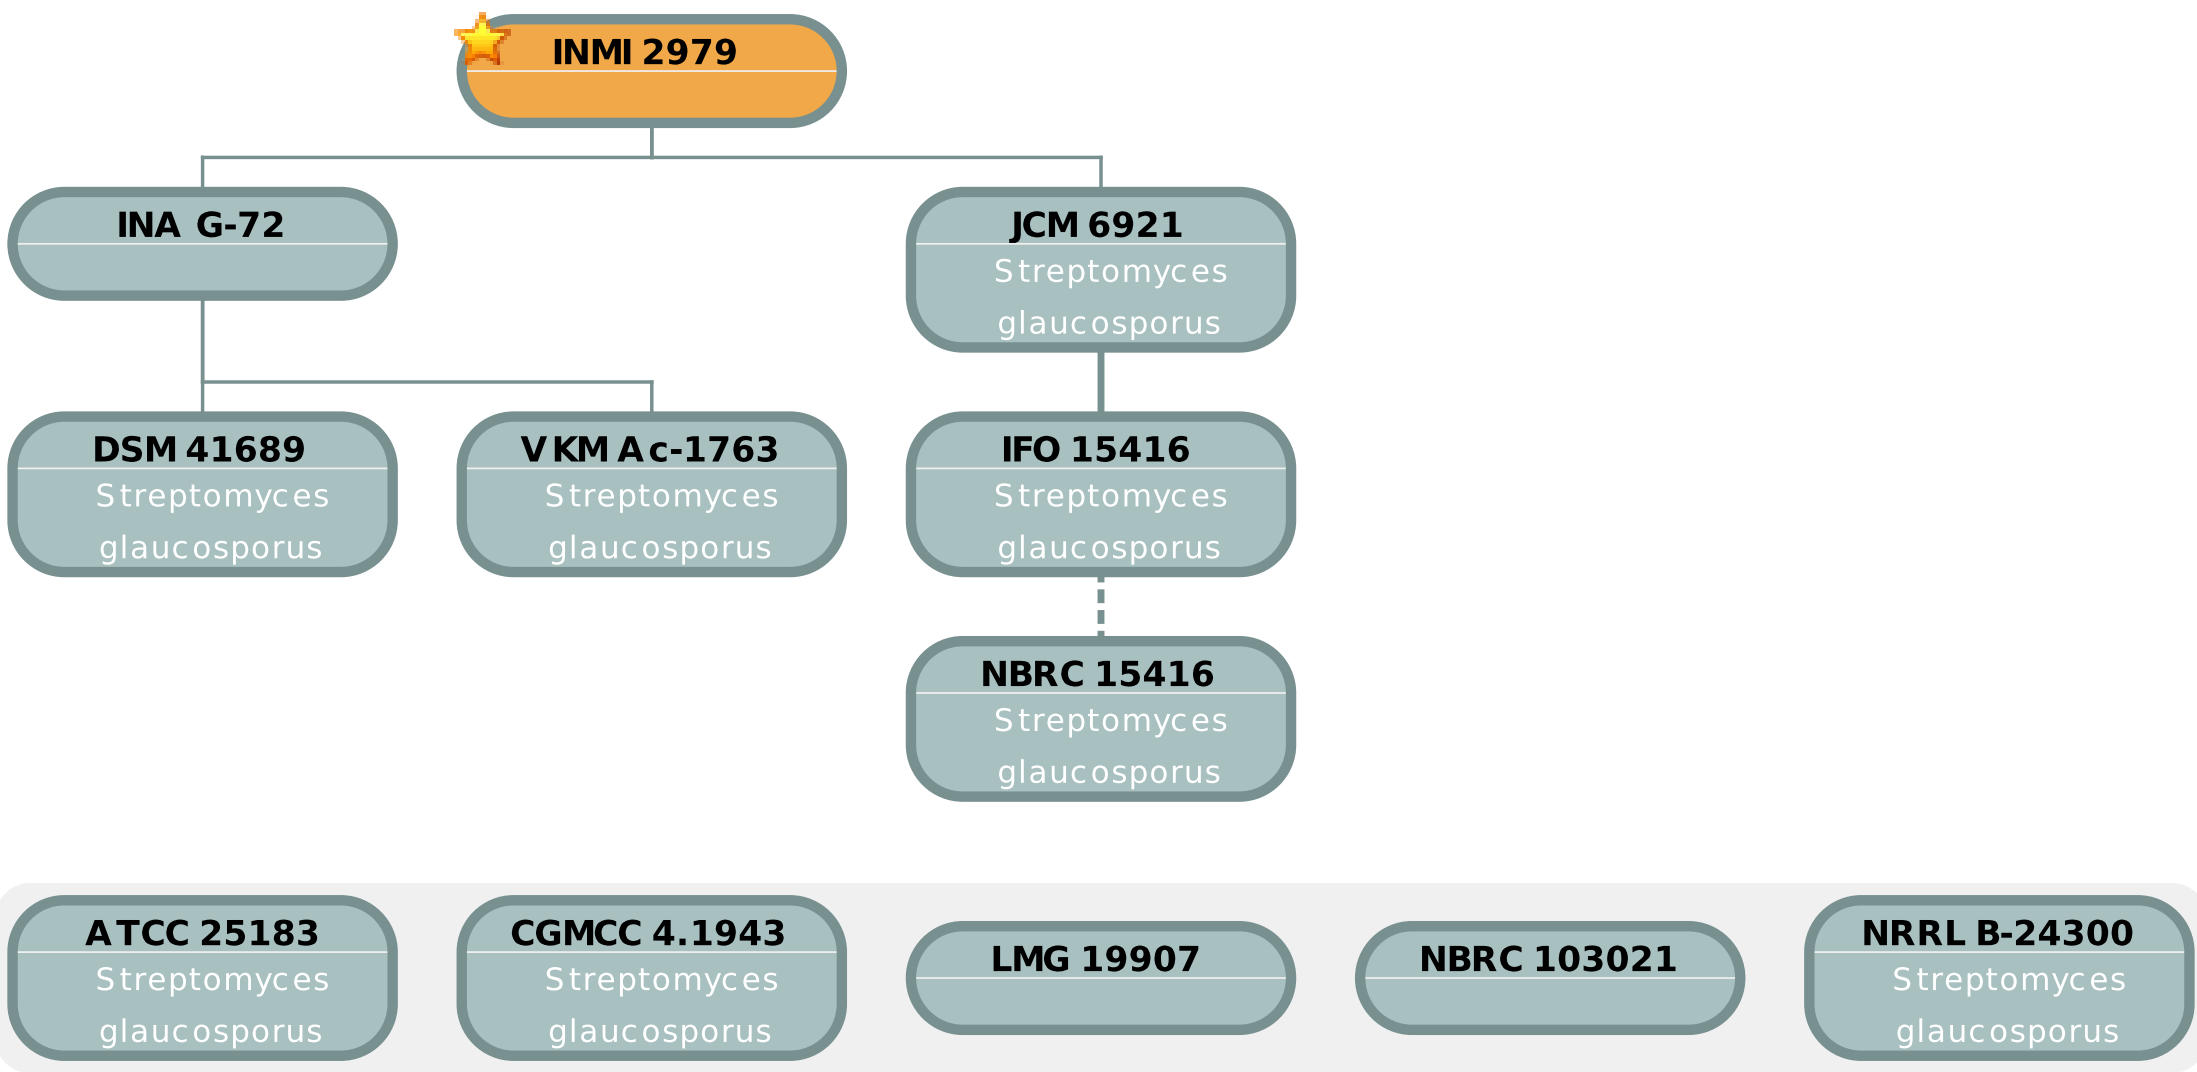 INMI 2979
INA G-72
JCM 6921
Streptomyces
glaucosporus
DSM 41689
Streptomyces
glaucosporus
VKM Ac-1763
Streptomyces
glaucosporus
IFO 15416
Streptomyces
glaucosporus
NBRC 15416
Streptomyces
glaucosporus
ATCC 25183
Streptomyces
glaucosporus
CGMCC 4.1943
Streptomyces
glaucosporus
LMG 19907
NBRC 103021
NRRL B-24300
Streptomyces
glaucosporus